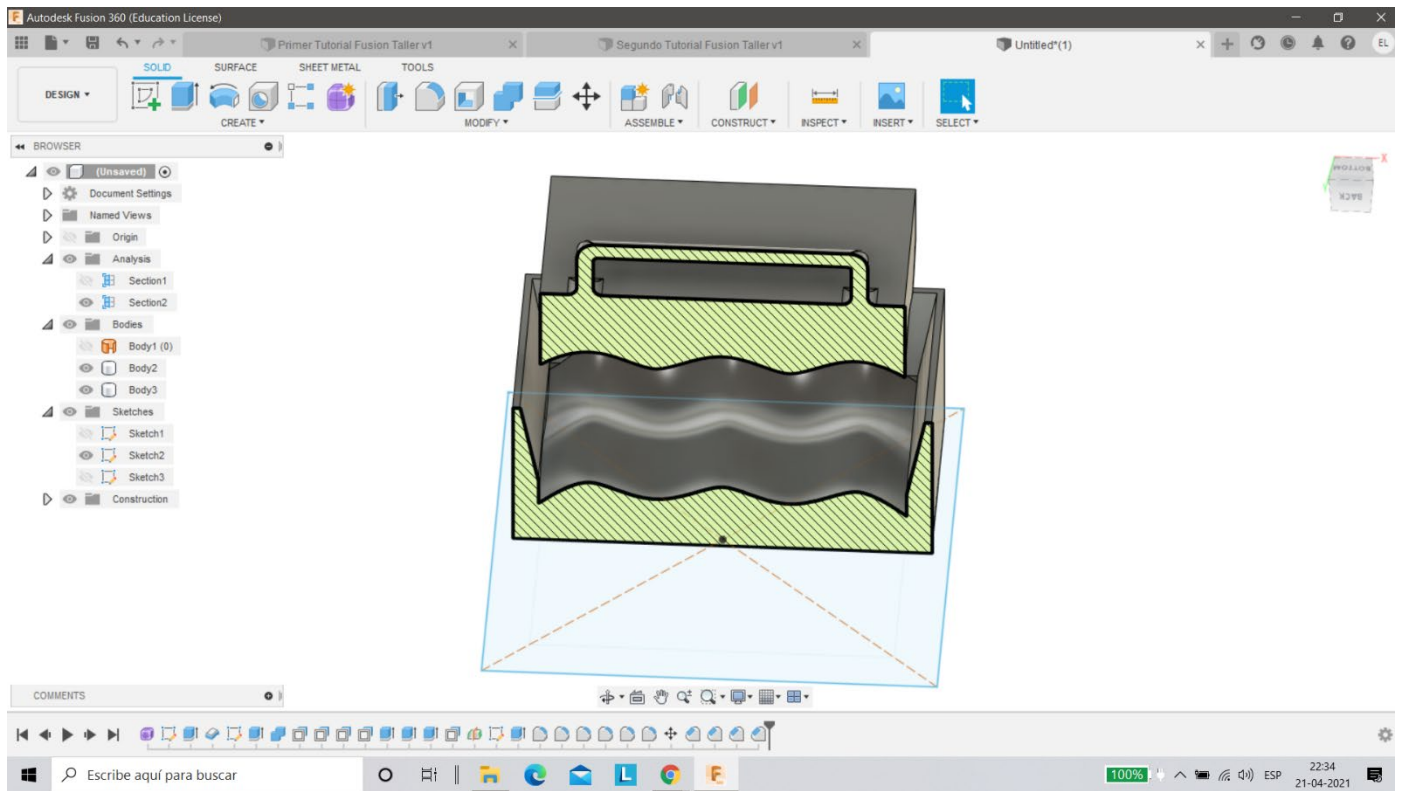 Autodesk Fusion 360 (Education License)
Primer Tutorial Fusion Taller v1
Segundo Tutorial Fusion Taller v1
Untitled*(1)
EL
SOLID SURFACE SHEET METAL TOOLS
DESIGN
CREATE MODIFY ASSEMBLE CONSTRUCT INSPECT INSERT SELECT
BROWSER
(Unsaved)
Document Settings
Named Views
Origin
Analysis
Section1
Section2
Bodies
Body1 (0)
Body2
Body3
Sketches
Sketch1
Sketch2
Sketch3
Construction
X
BOTTOM
Y
BACK
COMMENTS
Escribe aquí para buscar
L
F
100%
ESP
22:34
21-04-2021